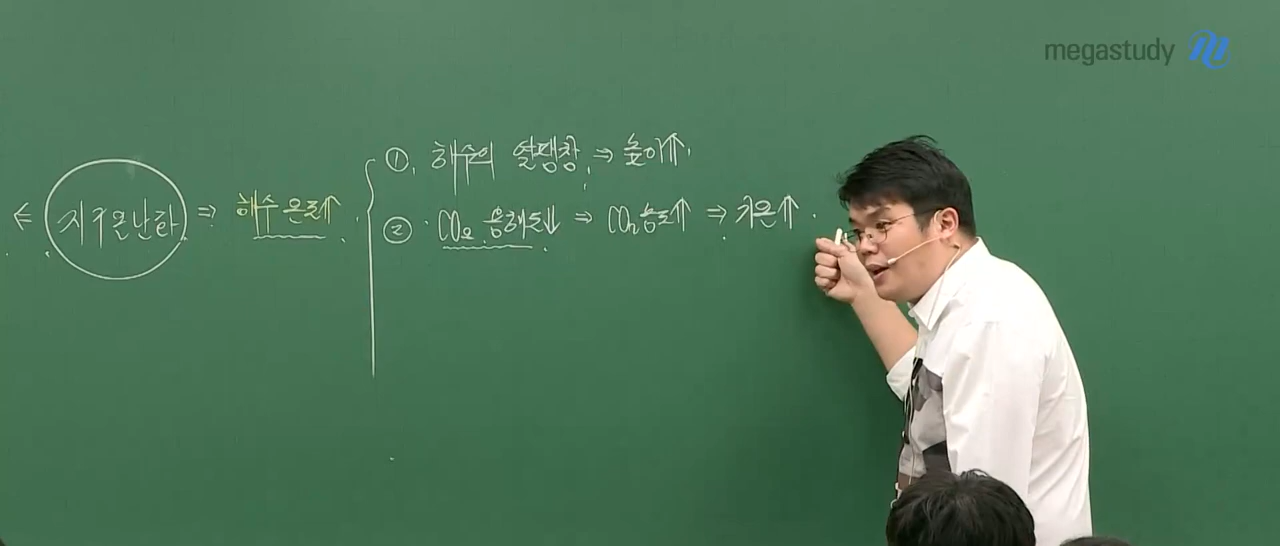 megastudy
⇐ 지구온난화 ⇒ 해수 온도↑
① 해수의 열팽창 ⇒ 높이↑
② CO₂ 용해도↓ ⇒ CO₂ 농도↑ ⇒ 기온↑